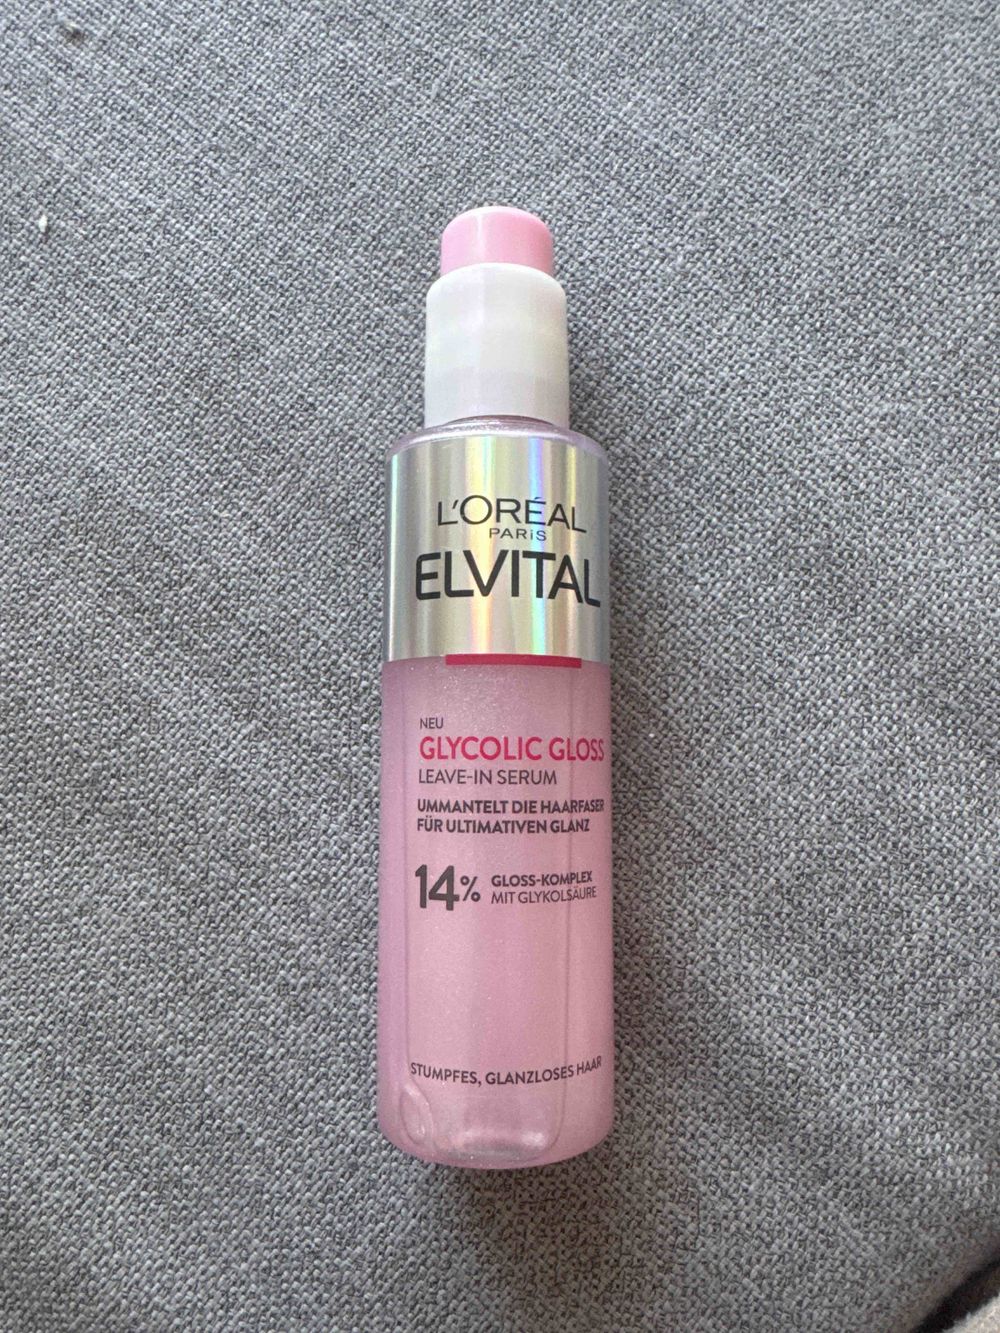 L'ORÉAL
PARIS
ELVITAL
NEU
GLYCOLIC GLOSS
LEAVE-IN SERUM
UMMANTELT DIE HAARFASER
FÜR ULTIMATIVEN GLANZ
14% GLOSS-KOMPLEX
MIT GLYKOLSÄURE
STUMPFES, GLANZLOSES HAAR